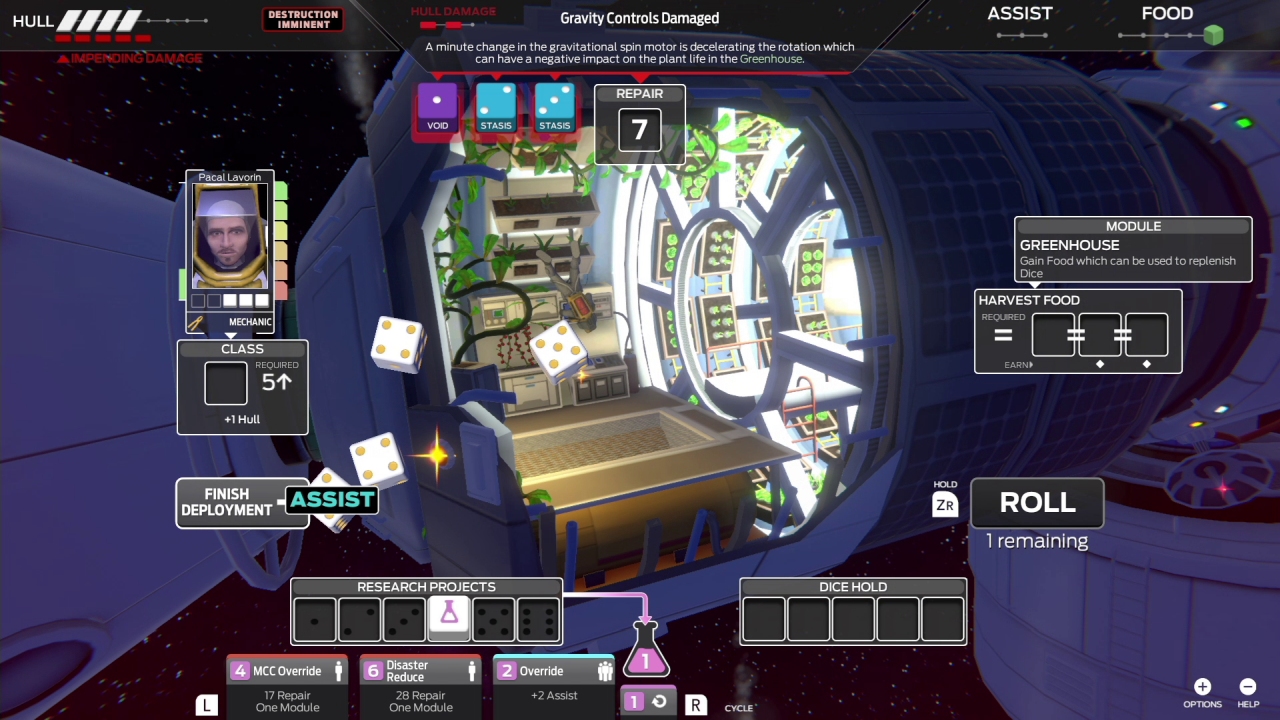 HULL
DESTRUCTION
IMMINENT
IMPENDING DAMAGE
HULL DAMAGE
Gravity Controls Damaged
A minute change in the gravitational spin motor is decelerating the rotation which
can have a negative impact on the plant life in the Greenhouse.
ASSIST
FOOD
VOID
STASIS
STASIS
REPAIR
7
Pacal Lavorin
MECHANIC
CLASS
REQUIRED
5↑
+1 Hull
MODULE
GREENHOUSE
Gain Food which can be used to replenish
Dice
HARVEST FOOD
REQUIRED
=
=
=
EARN
FINISH
DEPLOYMENT
ASSIST
HOLD
ZR
ROLL
1 remaining
RESEARCH PROJECTS
DICE HOLD
1
4 MCC Override
17 Repair
One Module
6 Disaster
Reduce
28 Repair
One Module
2 Override
+2 Assist
1
L
R
CYCLE
OPTIONS
HELP